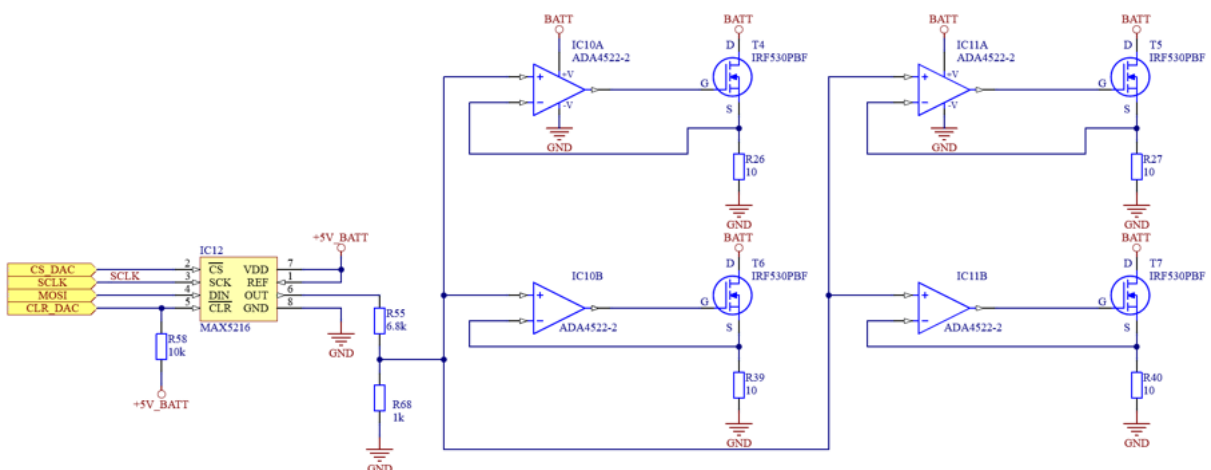 BATT
IC10A
ADA4522-2
+V
-V
GND
BATT
D
T4
IRF530PBF
G
S
R26
10
GND
BATT
IC11A
ADA4522-2
+V
-V
GND
BATT
D
T5
IRF530PBF
G
S
R27
10
GND
CS_DAC
SCLK
MOSI
CLR_DAC
SCLK
IC12
2
3
4
5
CS
SCK
DIN
CLR
VDD
REF
OUT
GND
7
1
6
8
MAX5216
+5V_BATT
GND
R58
10k
+5V_BATT
R55
6.8k
R68
1k
GND
IC10B
ADA4522-2
BATT
D
T6
IRF530PBF
G
S
R39
10
GND
IC11B
ADA4522-2
BATT
D
T7
IRF530PBF
G
S
R40
10
GND